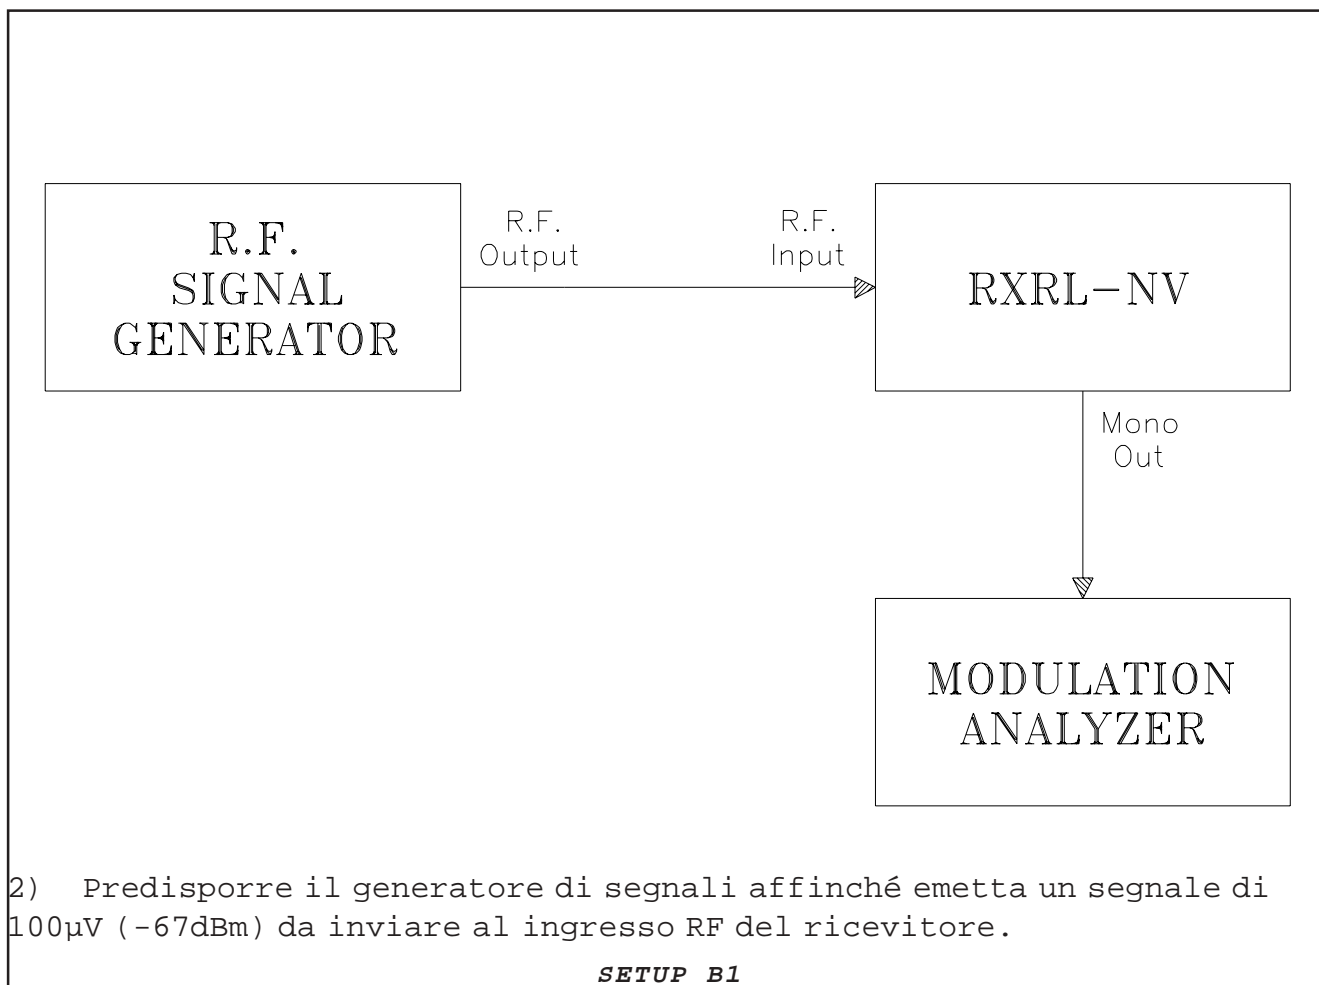 R.F.
SIGNAL
GENERATOR
R.F.
Output
R.F.
Input
RXRL-NV
Mono
Out
MODULATION
ANALYZER
2) Predisporre il generatore di segnali affinché emetta un segnale di
100µV (-67dBm) da inviare al ingresso RF del ricevitore.
SETUP B1